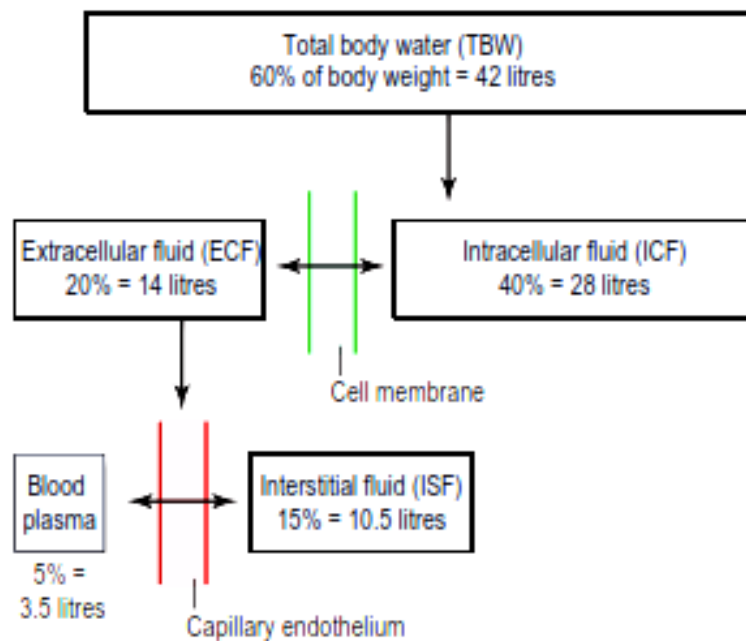 Total body water (TBW)
60% of body weight = 42 litres
Extracellular fluid (ECF)
20% = 14 litres
Intracellular fluid (ICF)
40% = 28 litres
Cell membrane
Blood
plasma
5% =
3.5 litres
Interstitial fluid (ISF)
15% = 10.5 litres
Capillary endothelium